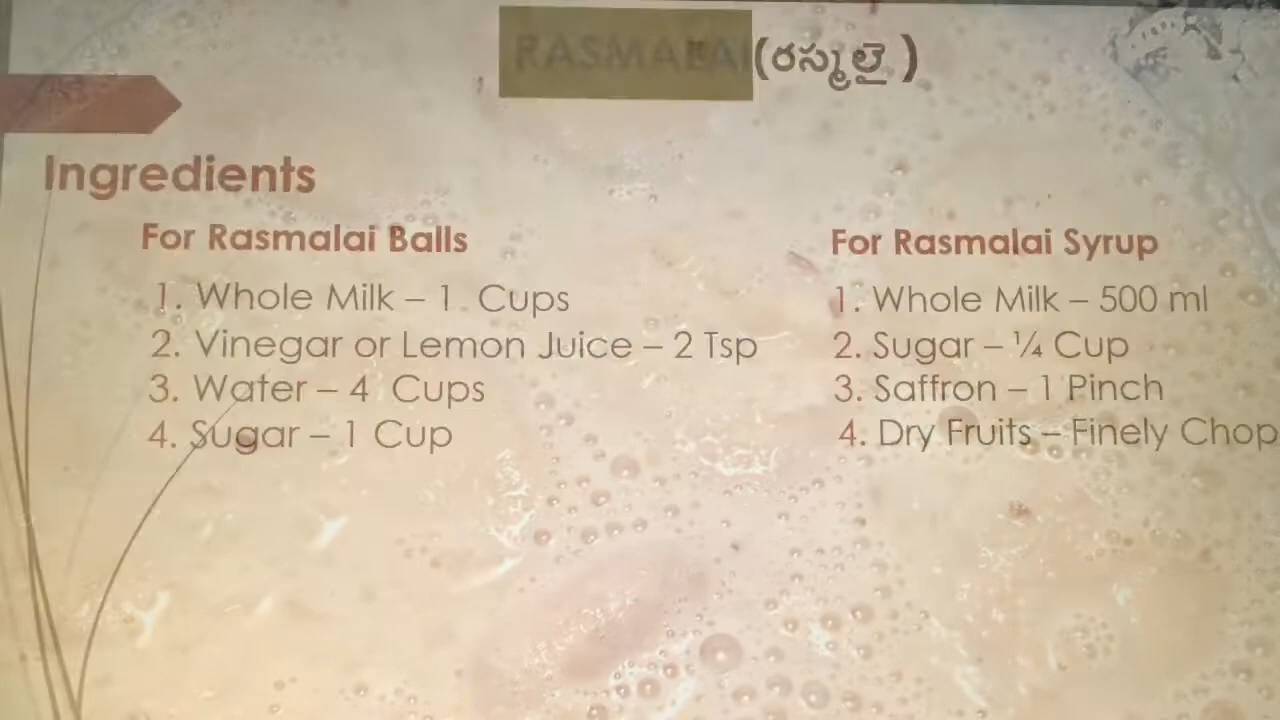 RASMALAI (రస్మలై )
Ingredients
For Rasmalai Balls
1. Whole Milk – 1 Cups
2. Vinegar or Lemon Juice – 2 Tsp
3. Water – 4 Cups
4. Sugar – 1 Cup
For Rasmalai Syrup
1. Whole Milk – 500 ml
2. Sugar – ¼ Cup
3. Saffron – 1 Pinch
4. Dry Fruits – Finely Chop